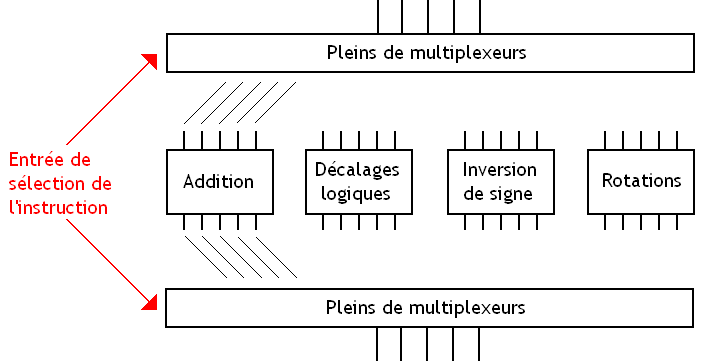 Pleins de multiplexeurs
Entrée de
sélection de
l'instruction
Addition
Décalages
logiques
Inversion
de signe
Rotations
Pleins de multiplexeurs